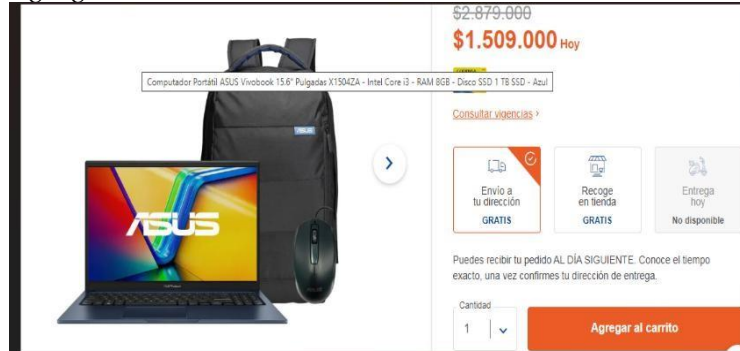 $2.879.000
$1.509.000 Hoy
Computador Portátil ASUS Vivobook 15.6" Pulgadas X1504ZA - Intel Core i3 - RAM 8GB - Disco SSD 1 TB SSD - Azul
Consultar vigencias ›
Envío a
tu dirección
GRATIS
Recoge
en tienda
GRATIS
Entrega
hoy
No disponible
ASUS
ASUS
Puedes recibir tu pedido AL DÍA SIGUIENTE. Conoce el tiempo
exacto, una vez confirmes tu dirección de entrega.
Cantidad
1
Agregar al carrito